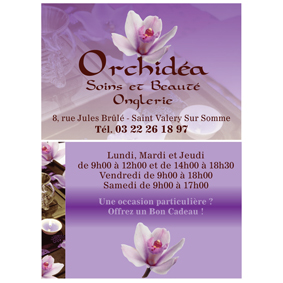 Orchidéa
Soins et Beauté
Onglerie
8, rue Jules Brûlé - Saint Valery Sur Somme
Tél. 03 22 26 18 97
Lundi, Mardi et Jeudi
de 9h00 à 12h00 et de 14h00 à 18h30
Vendredi de 9h00 à 18h00
Samedi de 9h00 à 17h00
Une occasion particulière ?
Offrez un Bon Cadeau !